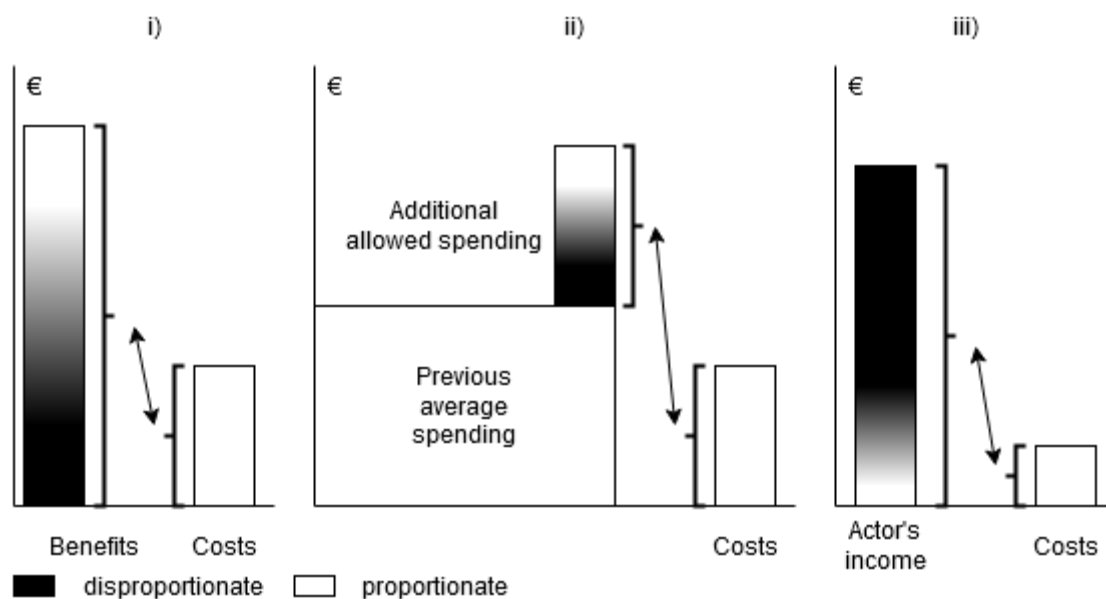 i)
ii)
iii)
€
€
€
Additional
allowed spending
Previous
average
spending
Benefits
Costs
Costs
Actor's
income
Costs
disproportionate
proportionate